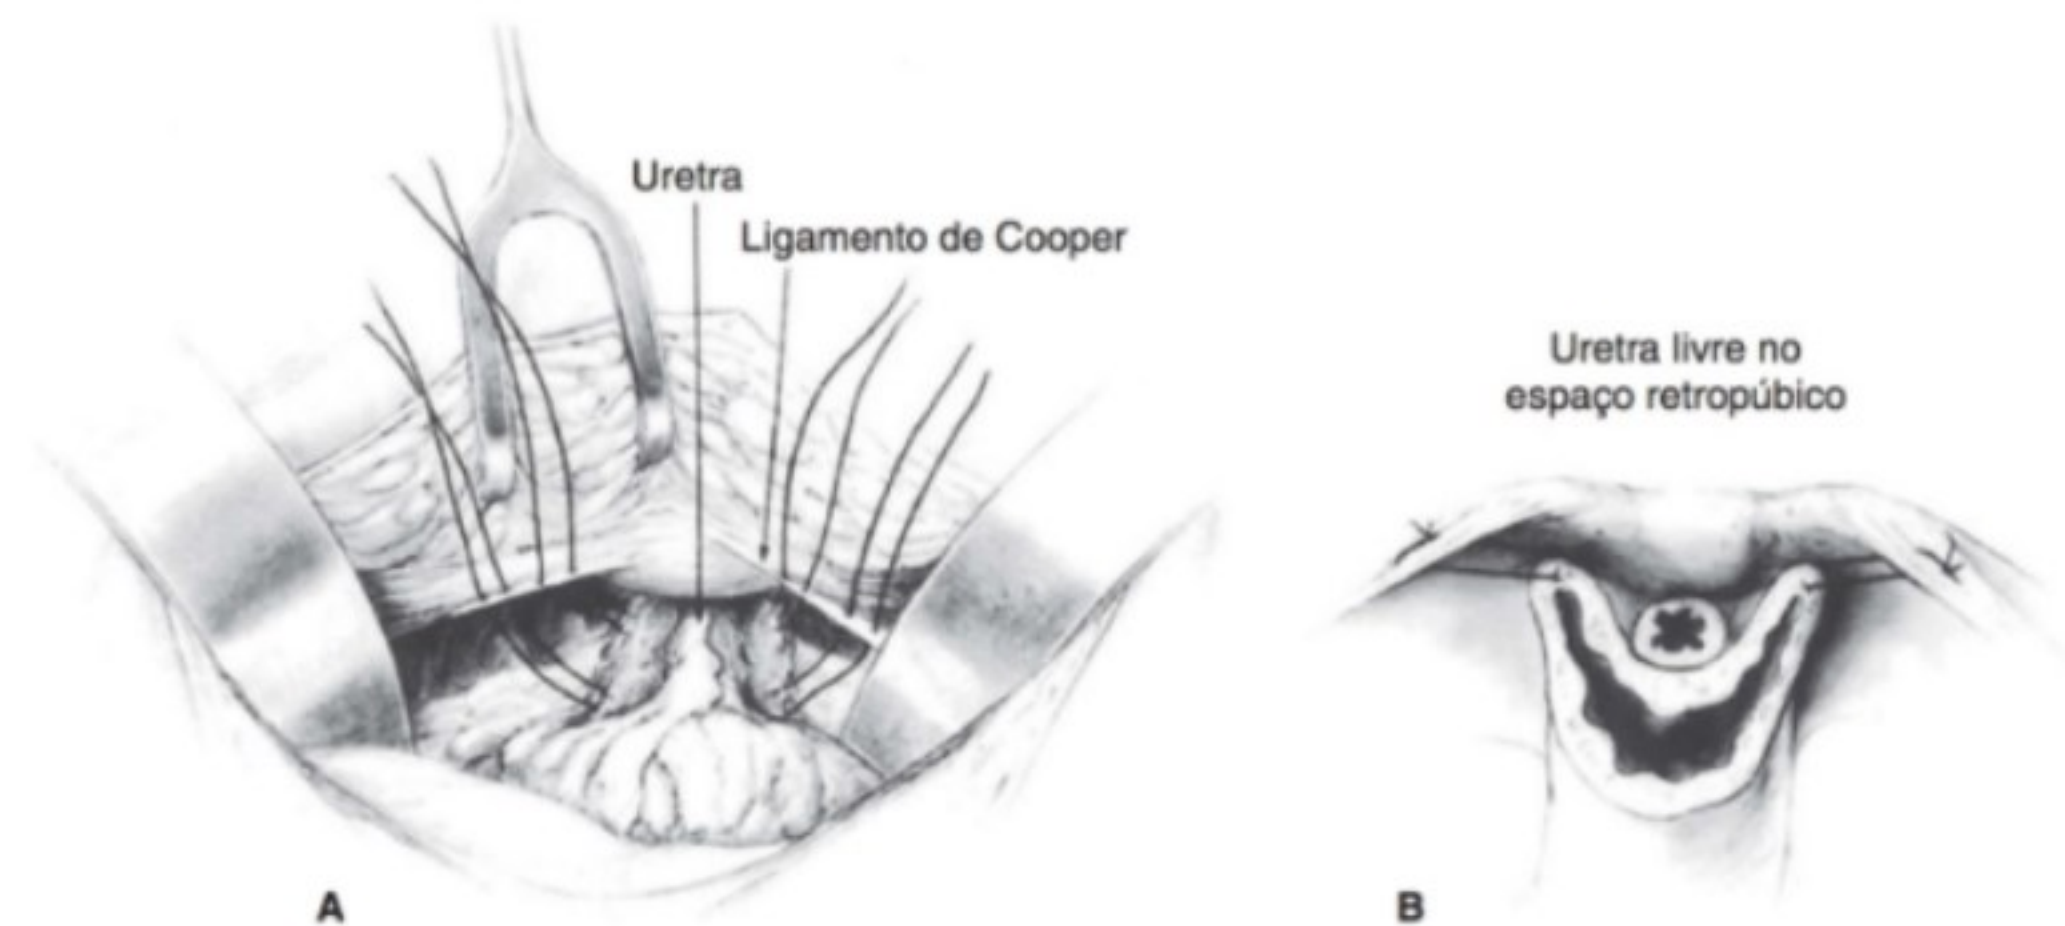 Uretra
Ligamento de Cooper
Uretra livre no
espaço retropúbico
A
B